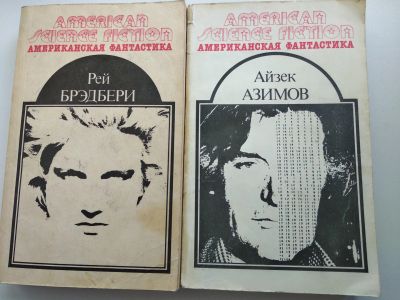 AMERICAN
SCIENCE FICTION
АМЕРИКАНСКАЯ ФАНТАСТИКА
Рей
БРЭДБЕРИ
AMERICAN
SCIENCE FICTION
АМЕРИКАНСКАЯ ФАНТАСТИКА
Айзек
АЗИМОВ